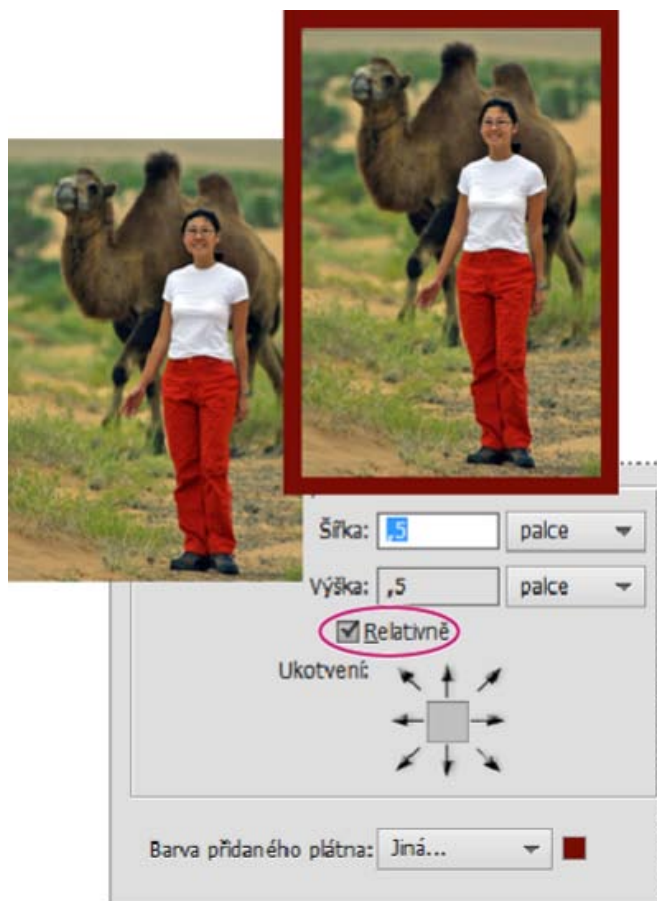 Šířka: ,5 palce
Výška: ,5 palce
Relativně
Ukotvení:
Barva přidaného plátna: Jiná...